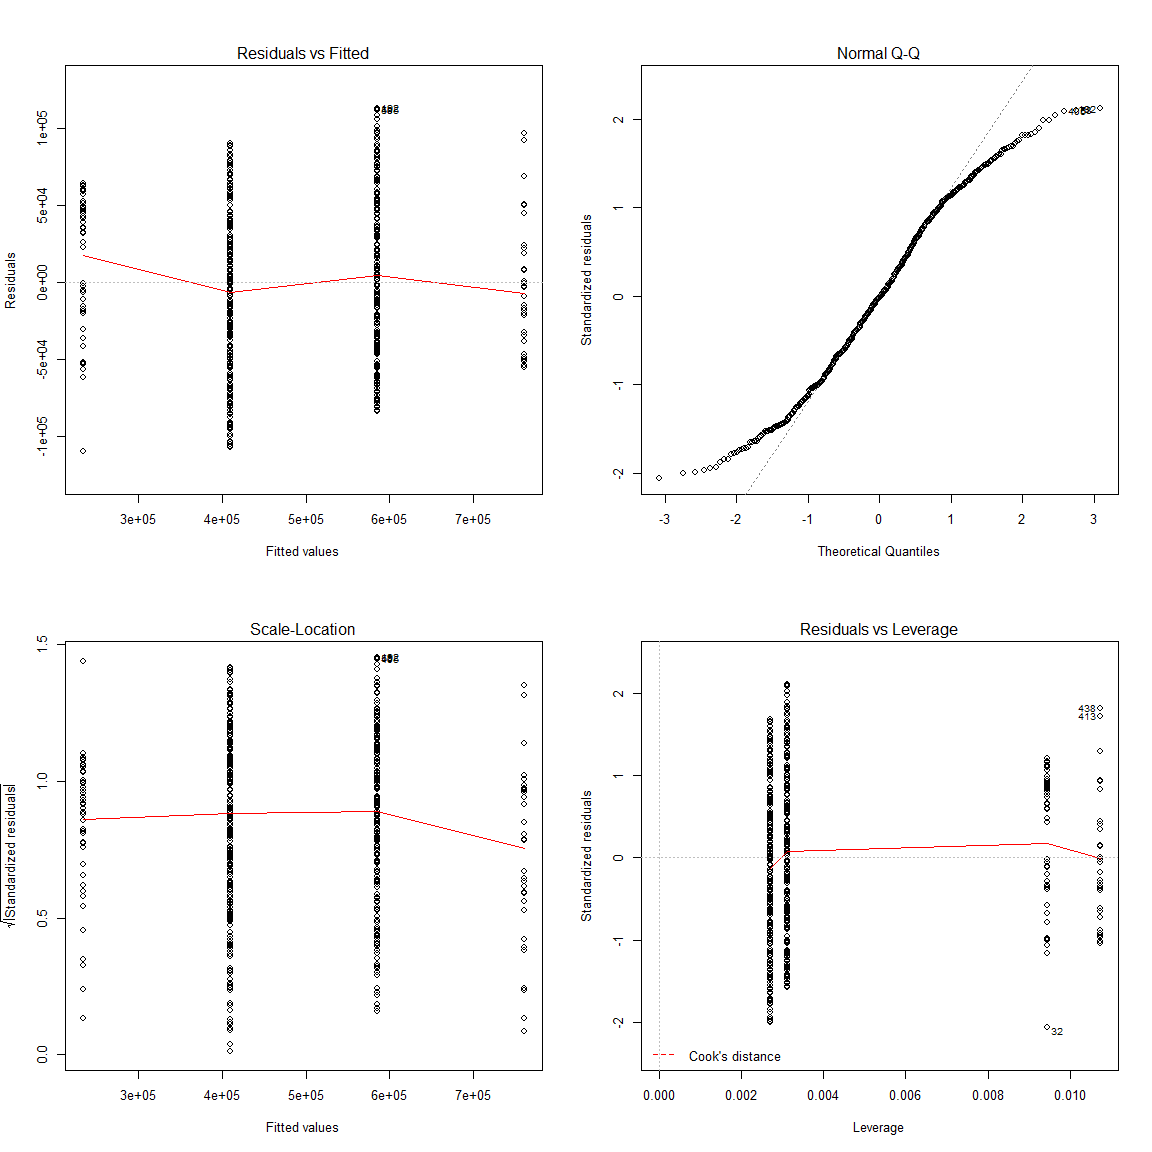 Residuals vs Fitted
Residuals
1e+05
5e+04
0e+00
-5e+04
-1e+05
3e+05 4e+05 5e+05 6e+05 7e+05
Fitted values
Normal Q-Q
Standardized residuals
2
1
0
-1
-2
-3 -2 -1 0 1 2 3
Theoretical Quantiles
Scale-Location
√|Standardized residuals|
1.5
1.0
0.5
0.0
3e+05 4e+05 5e+05 6e+05 7e+05
Fitted values
Residuals vs Leverage
Standardized residuals
2
1
0
-1
-2
438
413
32
Cook's distance
0.000 0.002 0.004 0.006 0.008 0.010
Leverage